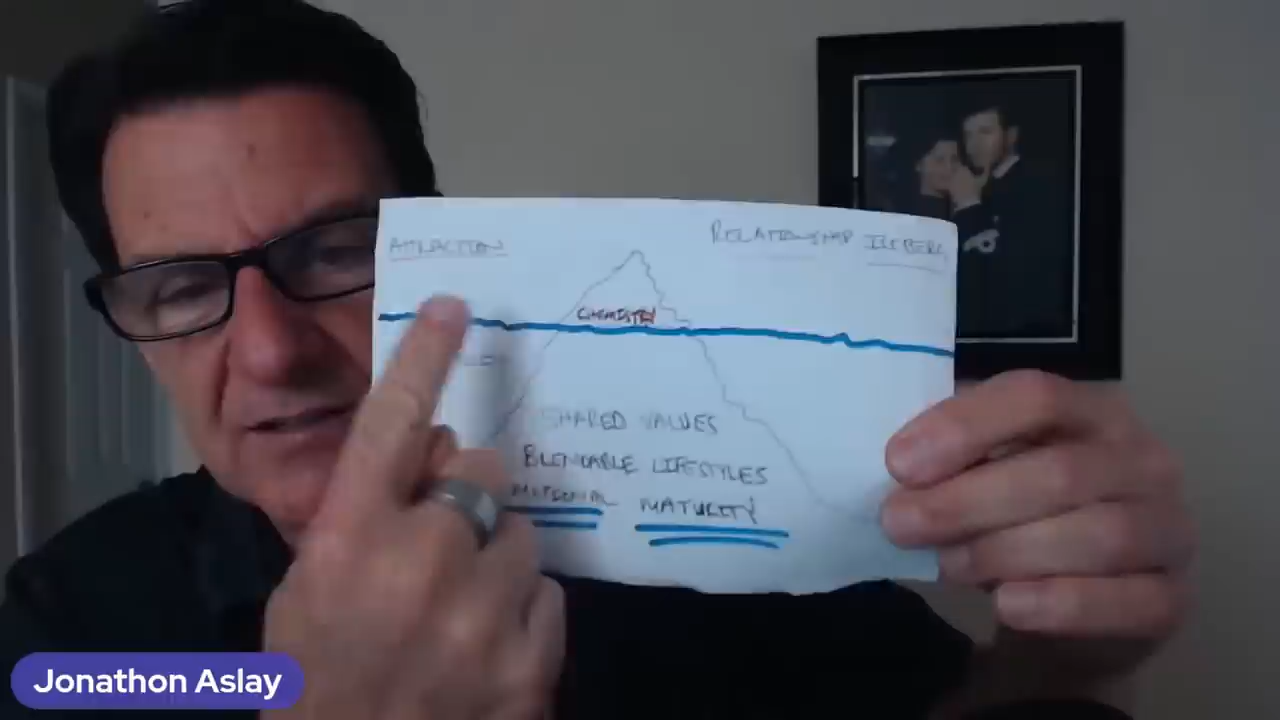 ATTRACTION
RELATIONSHIP ICEBERG
CHEMISTRY
SHARED VALUES
BLENDABLE LIFESTYLES
MATURITY
Jonathon Aslay